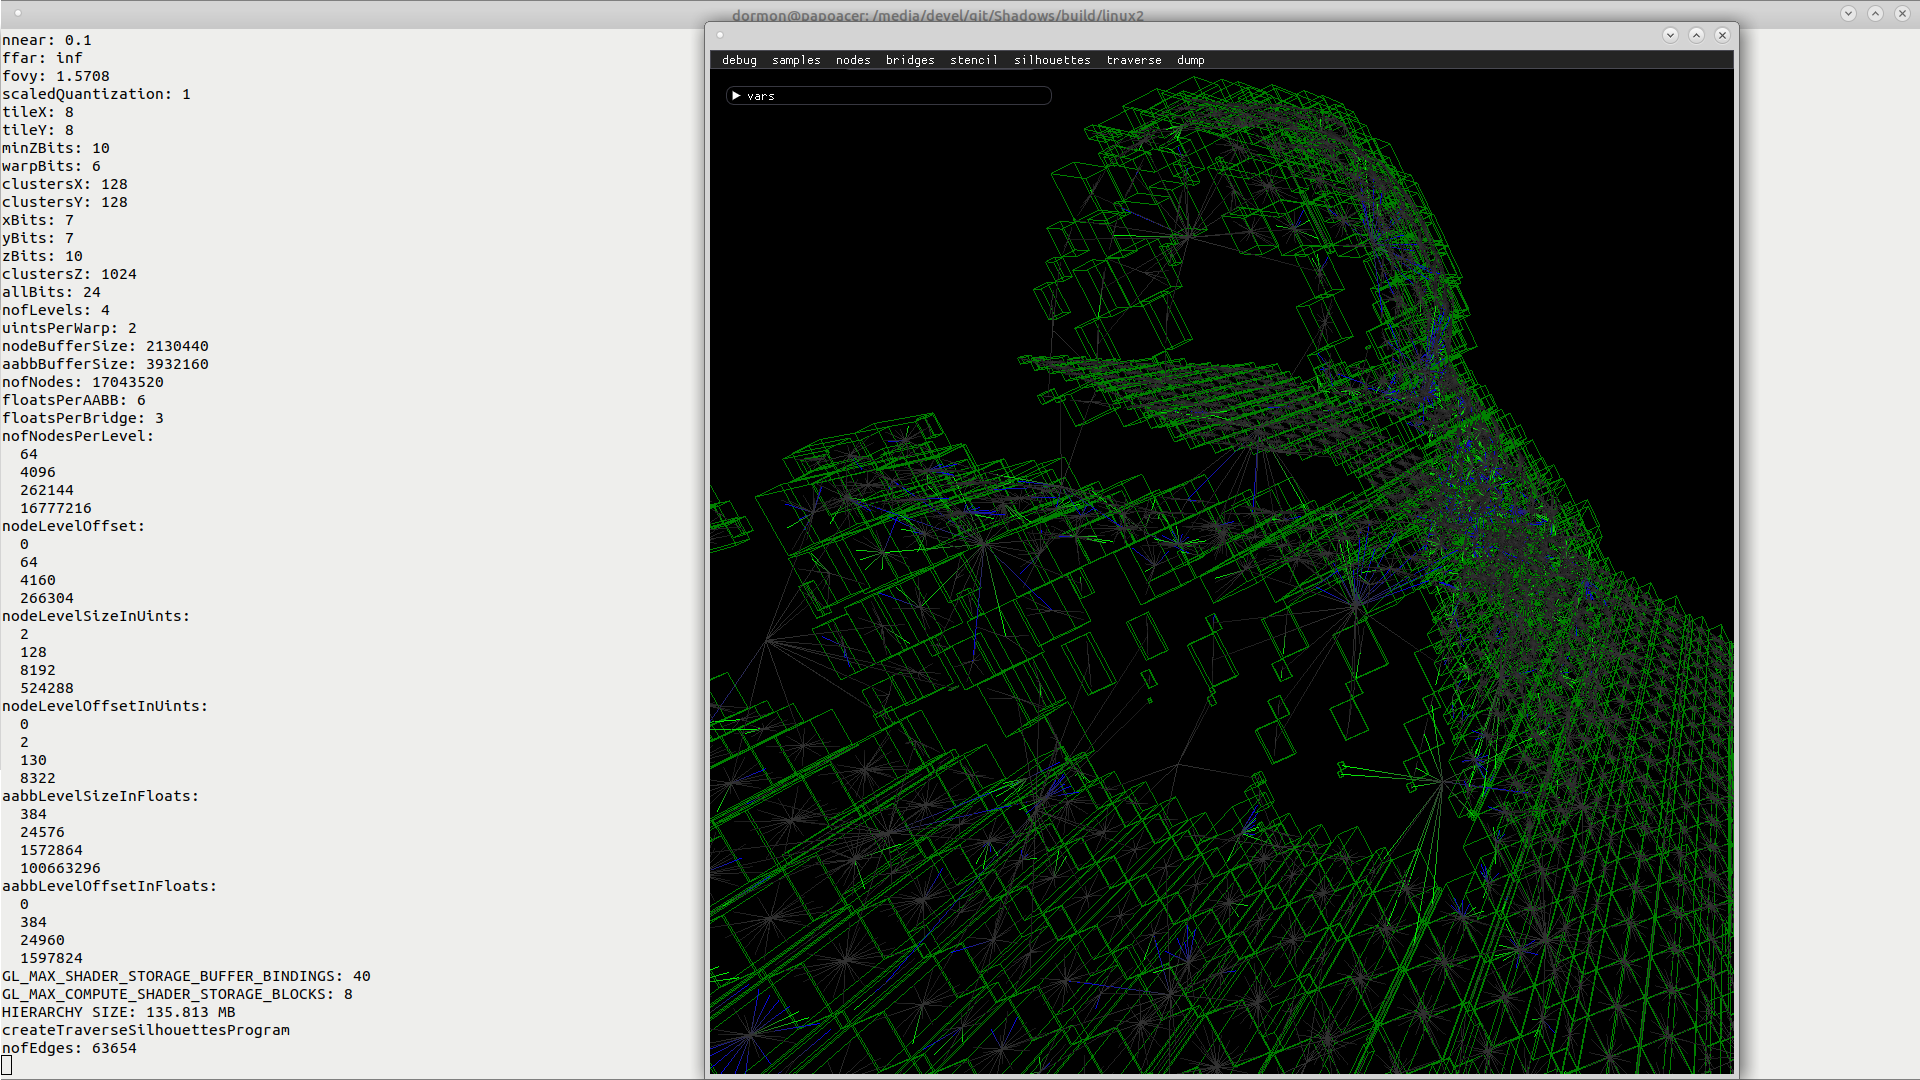 dormon@papoacer: /media/devel/git/Shadows/build/linux2
nnear: 0.1
ffar: inf
fovy: 1.5708
scaledQuantization: 1
tileX: 8
tileY: 8
minZBits: 10
warpBits: 6
clustersX: 128
clustersY: 128
xBits: 7
yBits: 7
zBits: 10
clustersZ: 1024
allBits: 24
nofLevels: 4
uintsPerWarp: 2
nodeBufferSize: 2130440
aabbBufferSize: 3932160
nofNodes: 17043520
floatsPerAABB: 6
floatsPerBridge: 3
nofNodesPerLevel:
64
4096
262144
16777216
nodeLevelOffset:
0
64
4160
266304
nodeLevelSizeInUints:
2
128
8192
524288
nodeLevelOffsetInUints:
0
2
130
8322
aabbLevelSizeInFloats:
384
24576
1572864
100663296
aabbLevelOffsetInFloats:
0
384
24960
1597824
GL_MAX_SHADER_STORAGE_BUFFER_BINDINGS: 40
GL_MAX_COMPUTE_SHADER_STORAGE_BLOCKS: 8
HIERARCHY SIZE: 135.813 MB
createTraverseSilhouettesProgram
nofEdges: 63654
debug samples nodes bridges stencil silhouettes traverse dump
vars